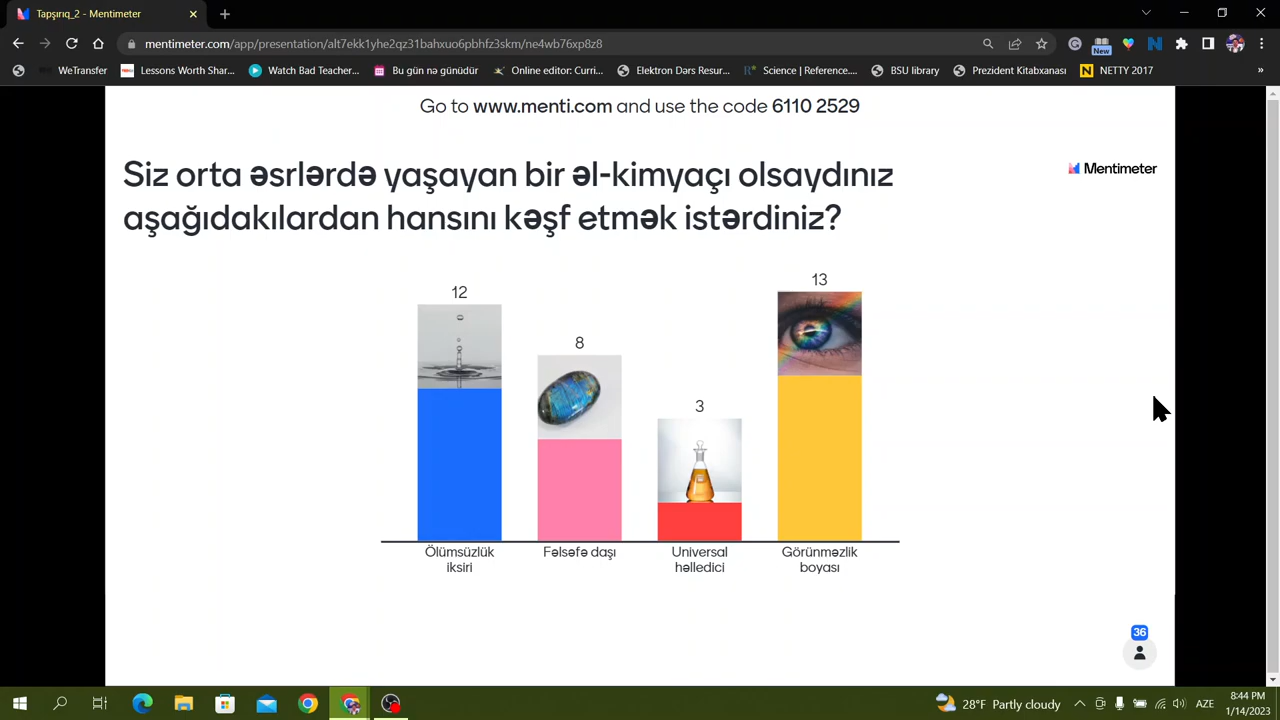 Tapşırıq_2 - Mentimeter
mentimeter.com/app/presentation/alt7ekk1yhe2qz31bahxuo6pbhfz3skm/ne4wb76xp8z8
New
WeTransfer
Lessons Worth Shar...
Watch Bad Teacher...
Bu gün nə günüdür
Online editor: Curri...
Elektron Dərs Resur...
Science | Reference....
BSU library
Prezident Kitabxanası
NETTY 2017
Go to www.menti.com and use the code 6110 2529
Siz orta əsrlərdə yaşayan bir əl-kimyaçı olsaydınız
aşağıdakılardan hansını kəşf etmək istərdiniz?
Mentimeter
12
8
3
13
Ölümsüzlük
iksiri
Fəlsəfə daşı
Universal
həlledici
Görünməzlik
boyası
36
28°F Partly cloudy
AZE
8:44 PM
1/14/2023